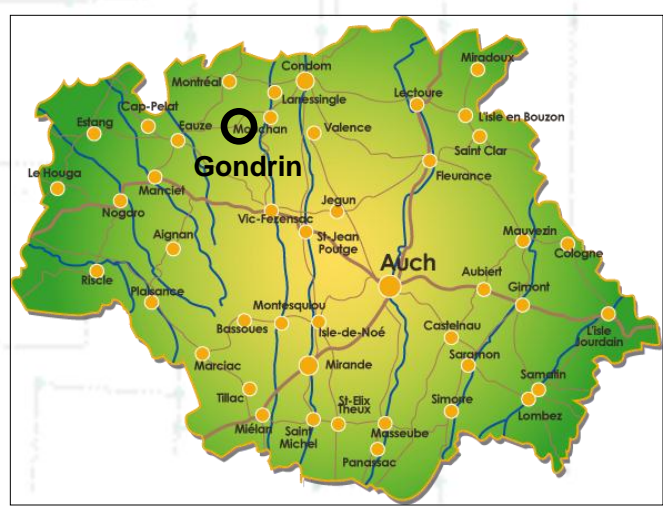 Miradoux
Condom
Montréal
Lectoure
Larressingle
Cap-Pelat
L'isle en Bouzon
Estang
Eauze
Valence
Saint Clar
Gondrin
Le Houga
Fleurance
Manciet
Jegun
Nogaro
Vic-Fezensac
St-Jean
Poutge
Mauvezin
Aignan
Cologne
Auch
Aubiert
Riscle
Gimont
Plaisance
Montesquiou
Bassoues
Isle-de-Noé
Castelnau
L'isle
Jourdain
Saramon
Marciac
Mirande
Samatan
Tillac
St-Elix
Theux
Simorre
Lombez
Miélan
Saint
Michel
Masseube
Panassac